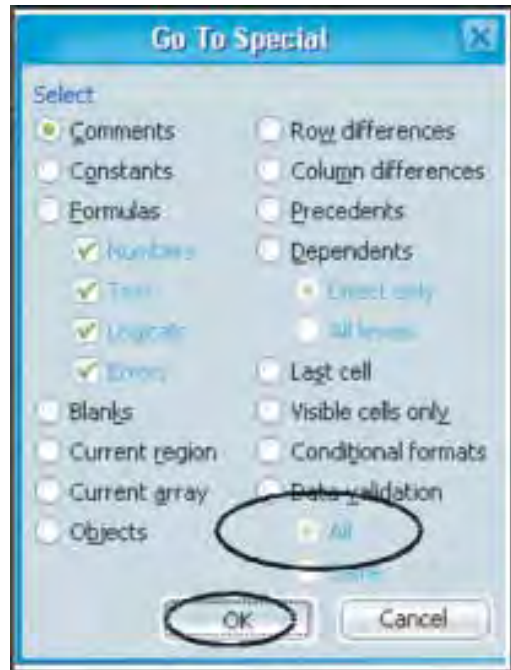 Go To Special
Select
Comments
Constants
Formulas
Numbers
Text
Logicals
Errors
Blanks
Current region
Current array
Objects
Row differences
Column differences
Precedents
Dependents
Direct only
All levels
Last cell
Visible cells only
Conditional formats
Data validation
All
OK
Cancel